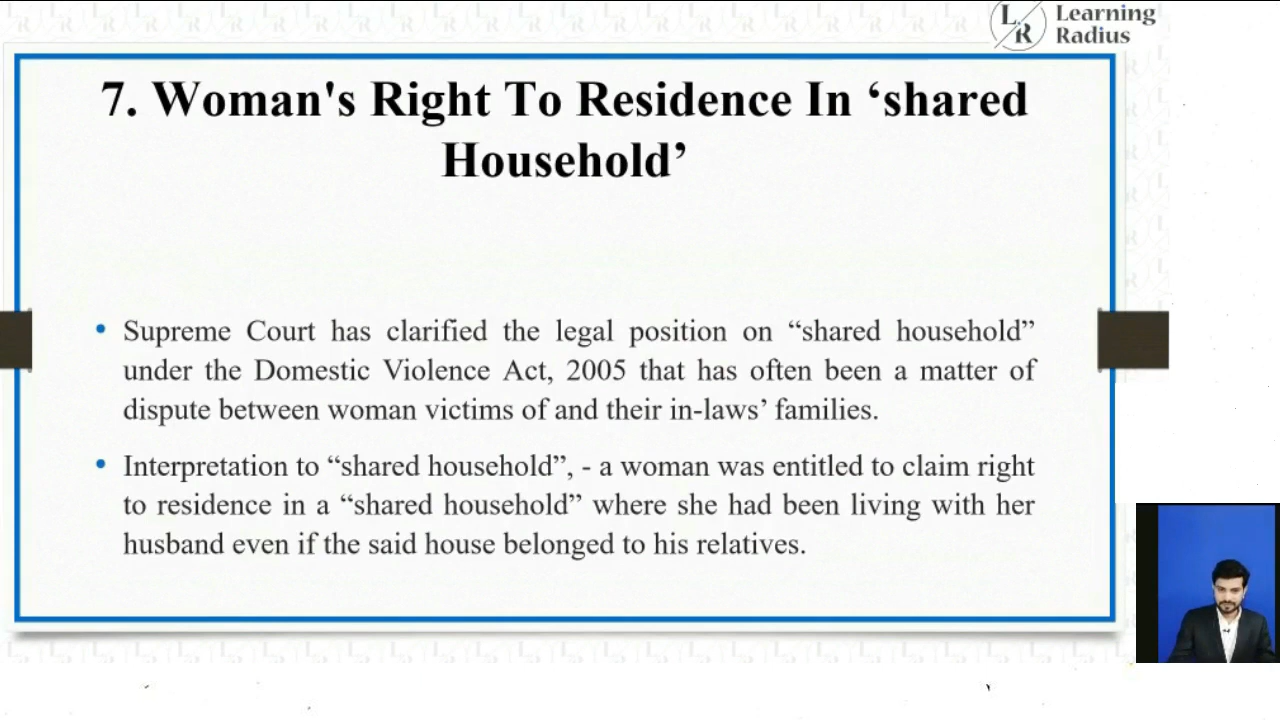 L R Learning
Radius
7. Woman's Right To Residence In ‘shared
Household’
• Supreme Court has clarified the legal position on “shared household”
under the Domestic Violence Act, 2005 that has often been a matter of
dispute between woman victims of and their in-laws’ families.
• Interpretation to “shared household”, - a woman was entitled to claim right
to residence in a “shared household” where she had been living with her
husband even if the said house belonged to his relatives.